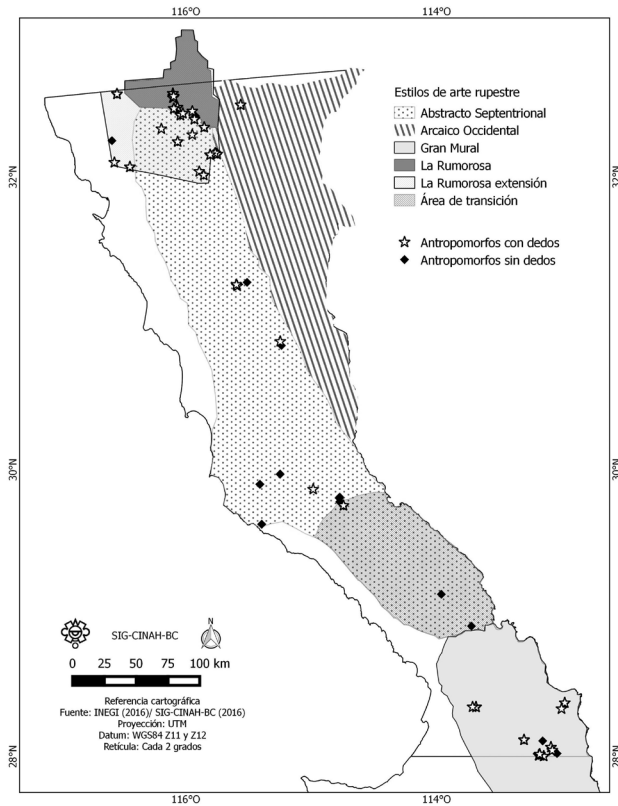 116°O
114°O
Estilos de arte rupestre
Abstracto Septentrional
Arcaico Occidental
Gran Mural
La Rumorosa
La Rumorosa extensión
Área de transición
Antropomorfos con dedos
Antropomorfos sin dedos
32°N
32°N
30°N
30°N
SIG-CINAH-BC
N
0 25 50 75 100 km
Referencia cartográfica
Fuente: INEGI (2016)/ SIG-CINAH-BC (2016)
Proyección: UTM
Datum: WGS84 Z11 y Z12
Retícula: Cada 2 grados
28°N
28°N
116°O
114°O